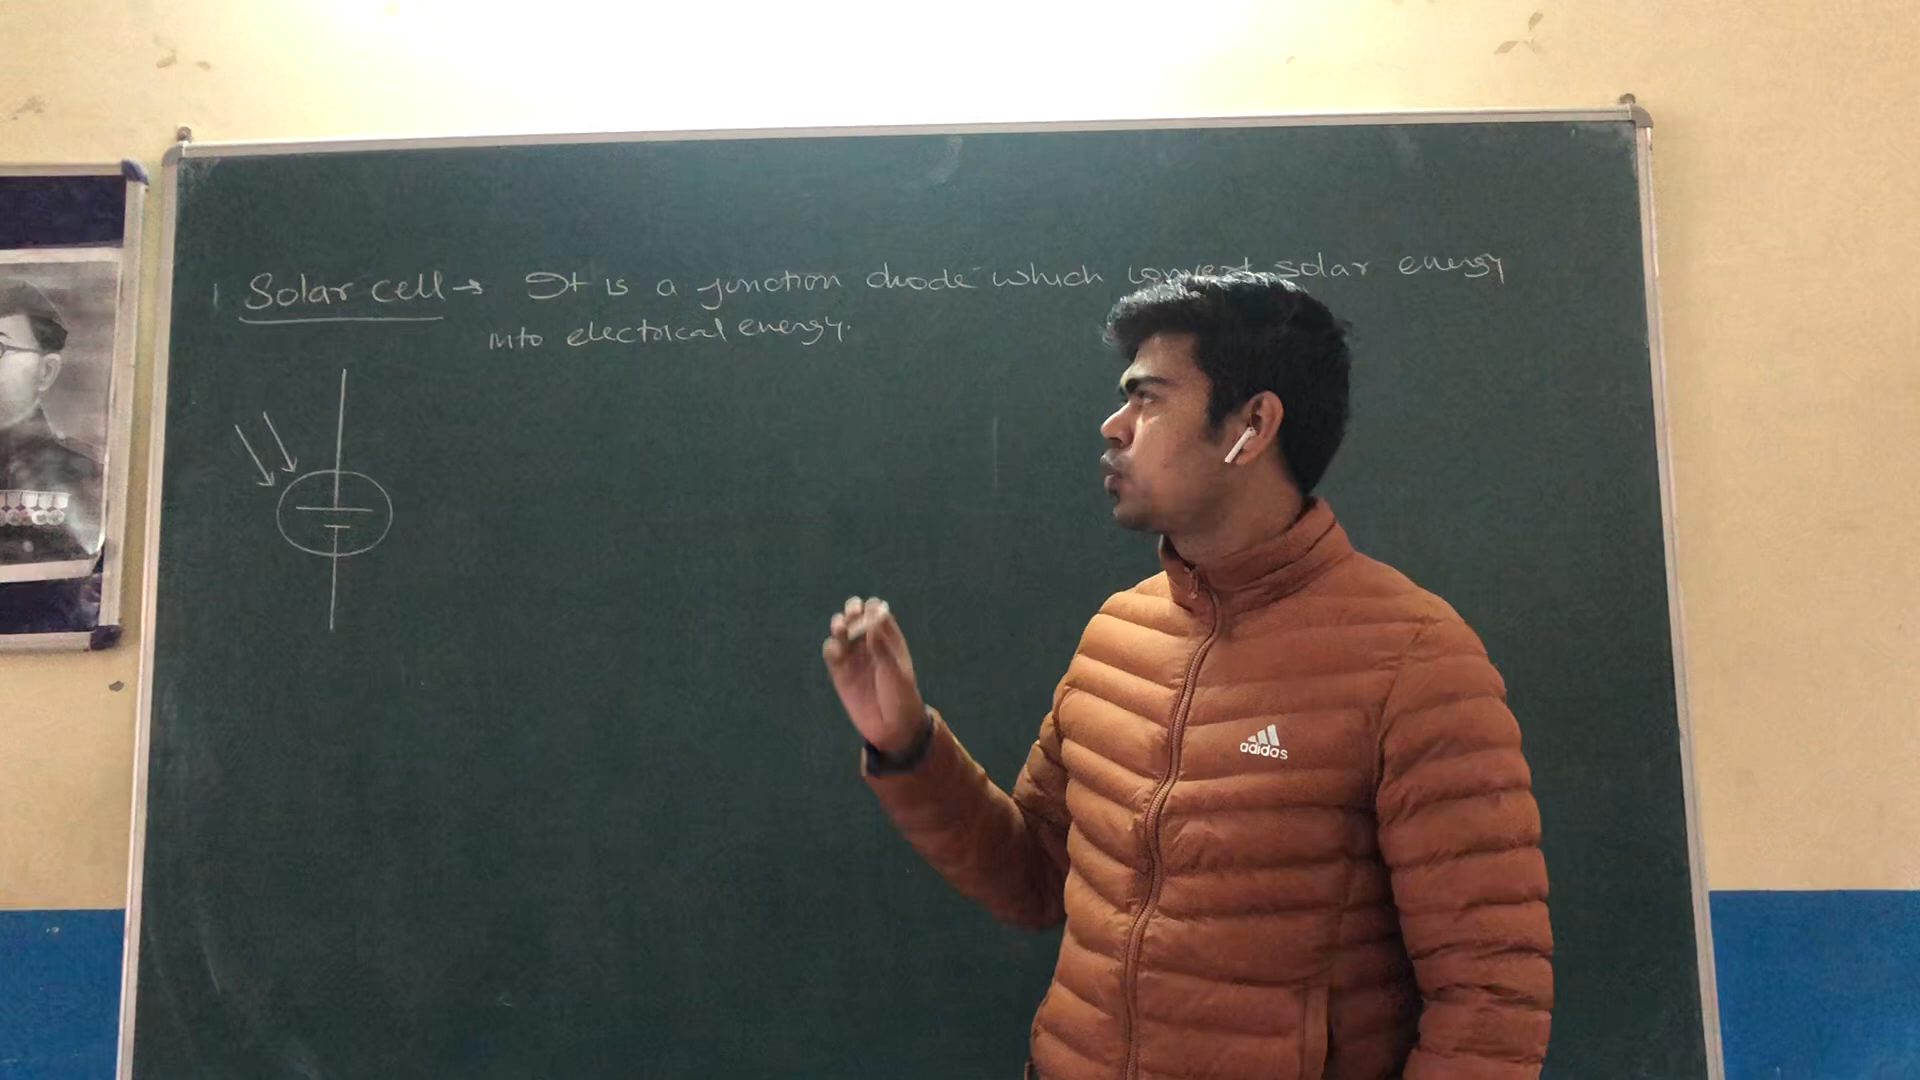 Solar cell → It is a junction diode which convert solar energy
into electrical energy.
adidas